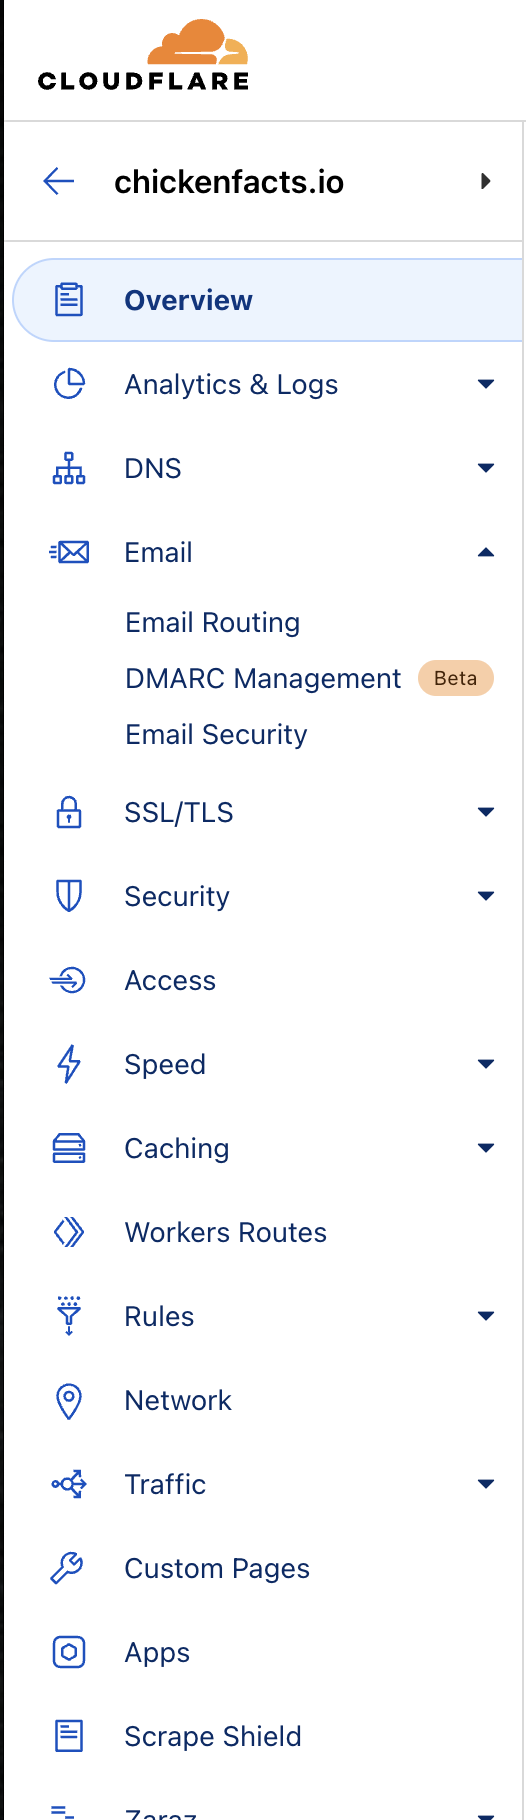 CLOUDFLARE
chickenfacts.io
Overview
Analytics & Logs
DNS
Email
Email Routing
DMARC Management Beta
Email Security
SSL/TLS
Security
Access
Speed
Caching
Workers Routes
Rules
Network
Traffic
Custom Pages
Apps
Scrape Shield
Zaraz